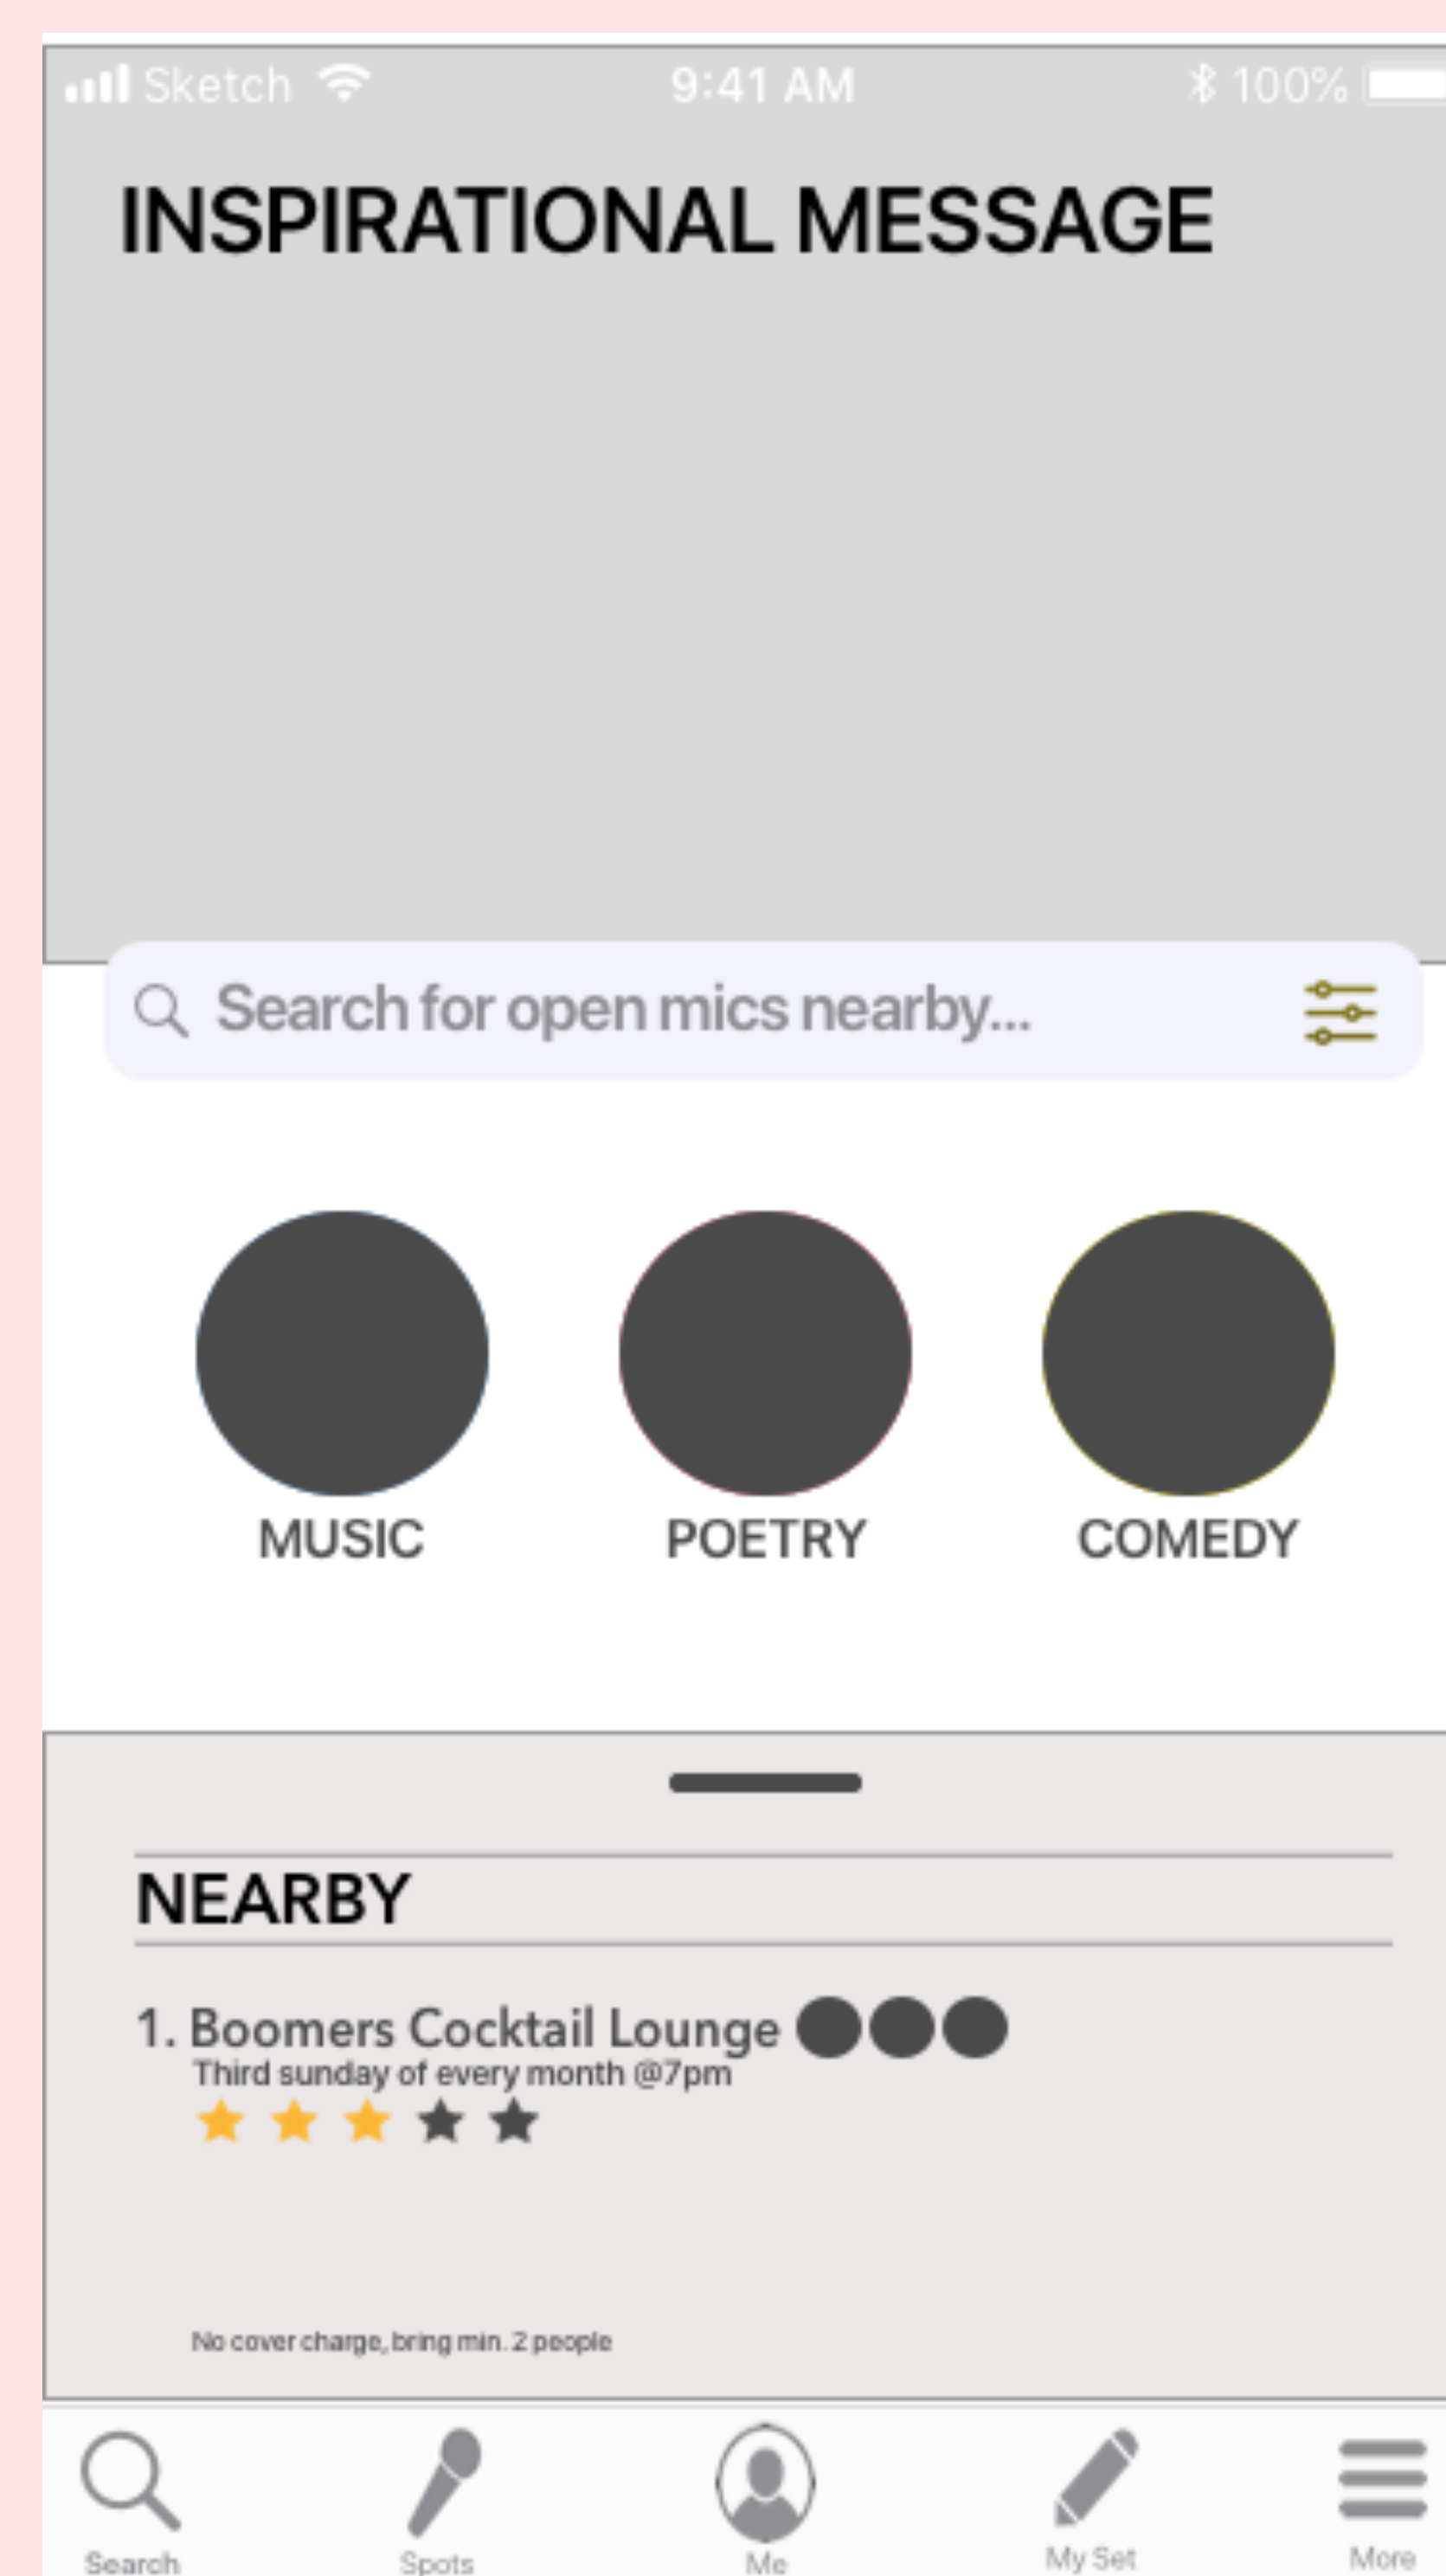 Sketch 9:41 AM 100%
INSPIRATIONAL MESSAGE
Search for open mics nearby...
MUSIC POETRY COMEDY
NEARBY
1. Boomers Cocktail Lounge
Third sunday of every month @7pm
No cover charge, bring min. 2 people
Search Spots Me My Set More